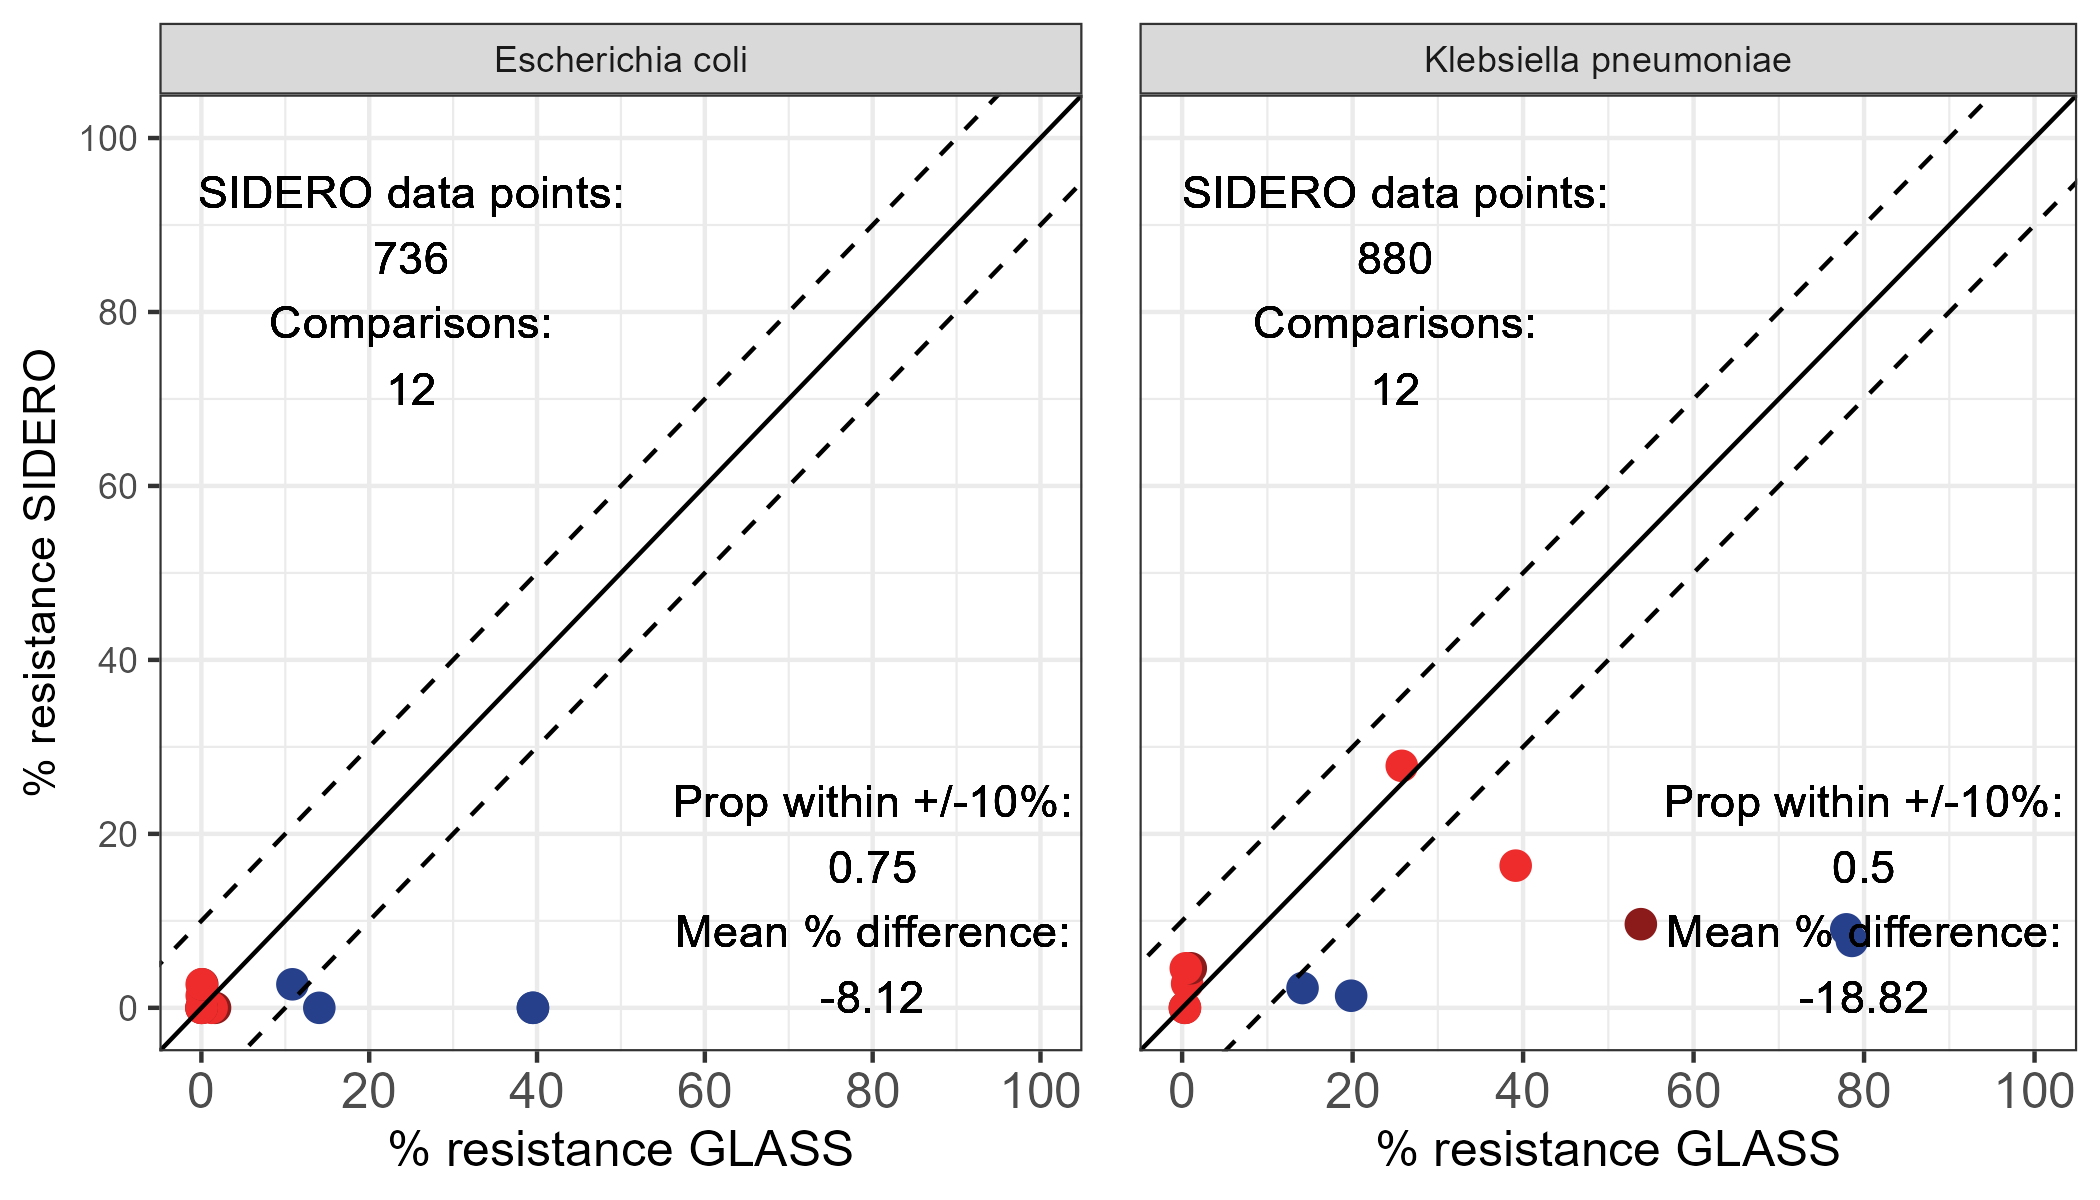 Escherichia coli
Klebsiella pneumoniae
% resistance SIDERO
100
80
60
40
20
0
SIDERO data points:
736
Comparisons:
12
Prop within +/-10%:
0.75
Mean % difference:
-8.12
SIDERO data points:
880
Comparisons:
12
Prop within +/-10%:
0.5
Mean % difference:
-18.82
0 20 40 60 80 100
0 20 40 60 80 100
% resistance GLASS
% resistance GLASS